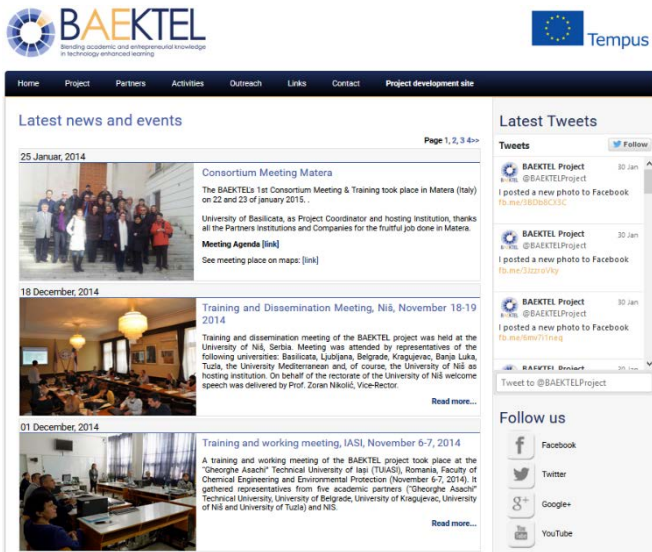 BAEKTEL
Blending academic and entrepreneurial knowledge
in technology enhanced learning
Tempus
Home Project Partners Activities Outreach Links Contact Project development site
Latest news and events
Page 1, 2, 3 4>>
25 Januar, 2014
Consortium Meeting Matera
The BAEKTELs 1st Consortium Meeting & Training took place in Matera (Italy)
on 22 and 23 of january 2015. .
University of Basilicata, as Project Coordinator and hosting Institution, thanks
all the Partners Institutions and Companies for the fruitful job done in Matera.
Meeting Agenda [link]
See meeting place on maps: [link]
18 December, 2014
Training and Dissemination Meeting, Niš, November 18-19
2014
Training and dissemination meeting of the BAEKTEL project was held at the
University of Niš, Serbia. Meeting was attended by representatives of the
following universities: Basilicata, Ljubljana, Belgrade, Kragujevac, Banja Luka,
Tuzla, the University Mediterranean and, of course, the University of Niš as
hosting institution. On behalf of the rectorate of the University of Niš welcome
speech was delivered by Prof. Zoran Nikolić, Vice-Rector.
Read more...
01 December, 2014
Training and working meeting, IASI, November 6-7, 2014
A training and working meeting of the BAEKTEL project took place at the
"Gheorghe Asachi" Technical University of Iași (TUIASI), Romania, Faculty of
Chemical Engineering and Environmental Protection (November 6-7, 2014). It
gathered representatives from five academic partners ("Gheorghe Asachi"
Technical University, University of Belgrade, University of Kragujevac, University
of Niš and University of Tuzla) and NIS.
Read more...
Latest Tweets
Tweets Follow
BAEKTEL Project 30 Jan
@BAEKTELProject
I posted a new photo to Facebook
BAEKTEL Project 30 Jan
@BAEKTELProject
I posted a new photo to Facebook
BAEKTEL Project 30 Jan
@BAEKTELProject
I posted a new photo to Facebook
BAEKTEL Project 30 Jan
Tweet to @BAEKTELProject
Follow us
Facebook
Twitter
Google+
YouTube